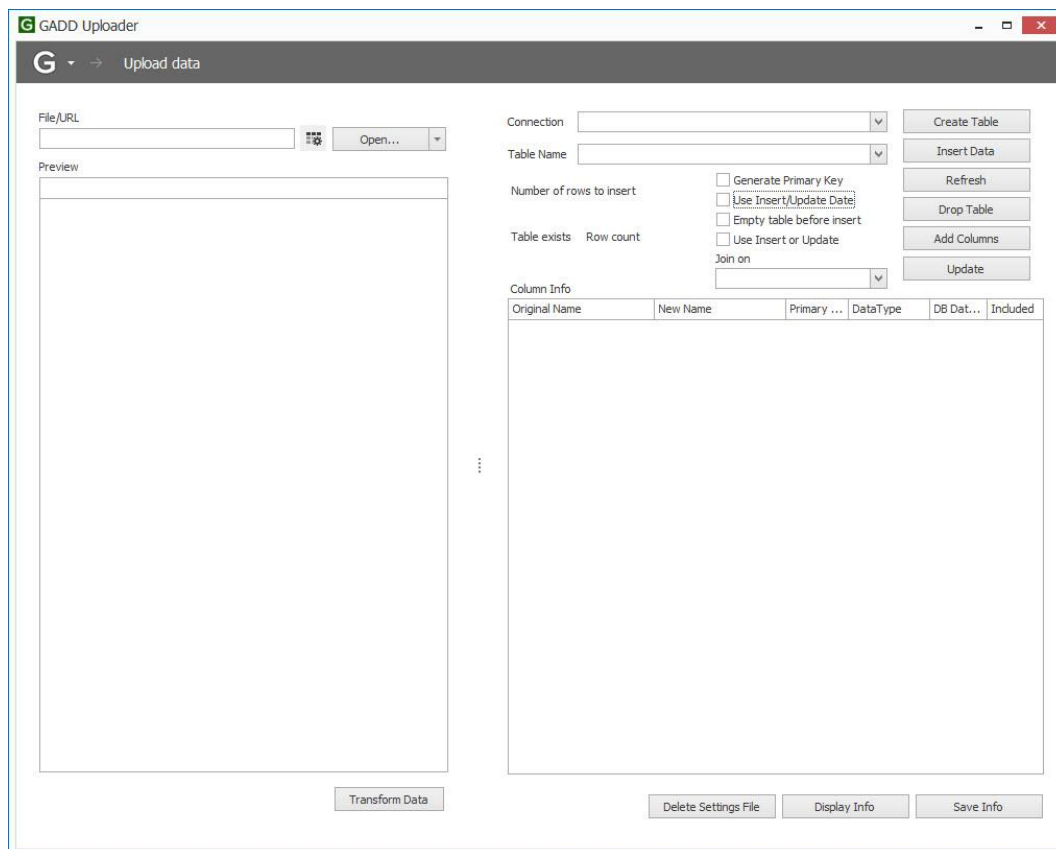 G GADD Uploader
G Upload data
File/URL
Open...
Preview
Transform Data
Connection
Create Table
Table Name
Insert Data
Number of rows to insert
Generate Primary Key
Refresh
Use Insert/Update Date
Drop Table
Empty table before insert
Table exists Row count
Use Insert or Update
Add Columns
Join on
Update
Column Info
Original Name New Name Primary ... DataType DB Dat... Included
Delete Settings File Display Info Save Info